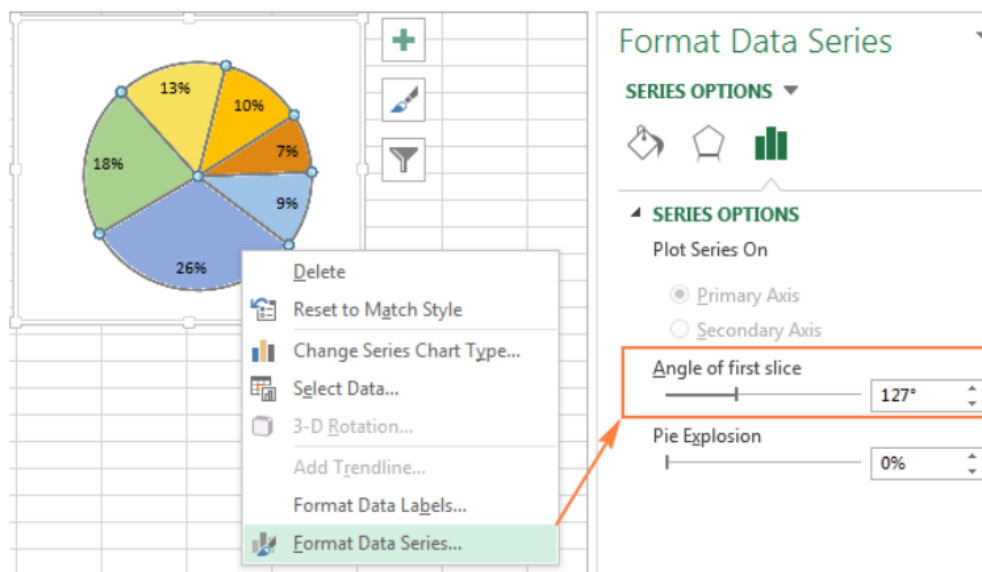 13%
10%
7%
18%
9%
26%
Delete
Reset to Match Style
Change Series Chart Type...
Select Data...
3-D Rotation...
Add Trendline...
Format Data Labels...
Format Data Series...
Format Data Series
SERIES OPTIONS
SERIES OPTIONS
Plot Series On
Primary Axis
Secondary Axis
Angle of first slice
127°
Pie Explosion
0%